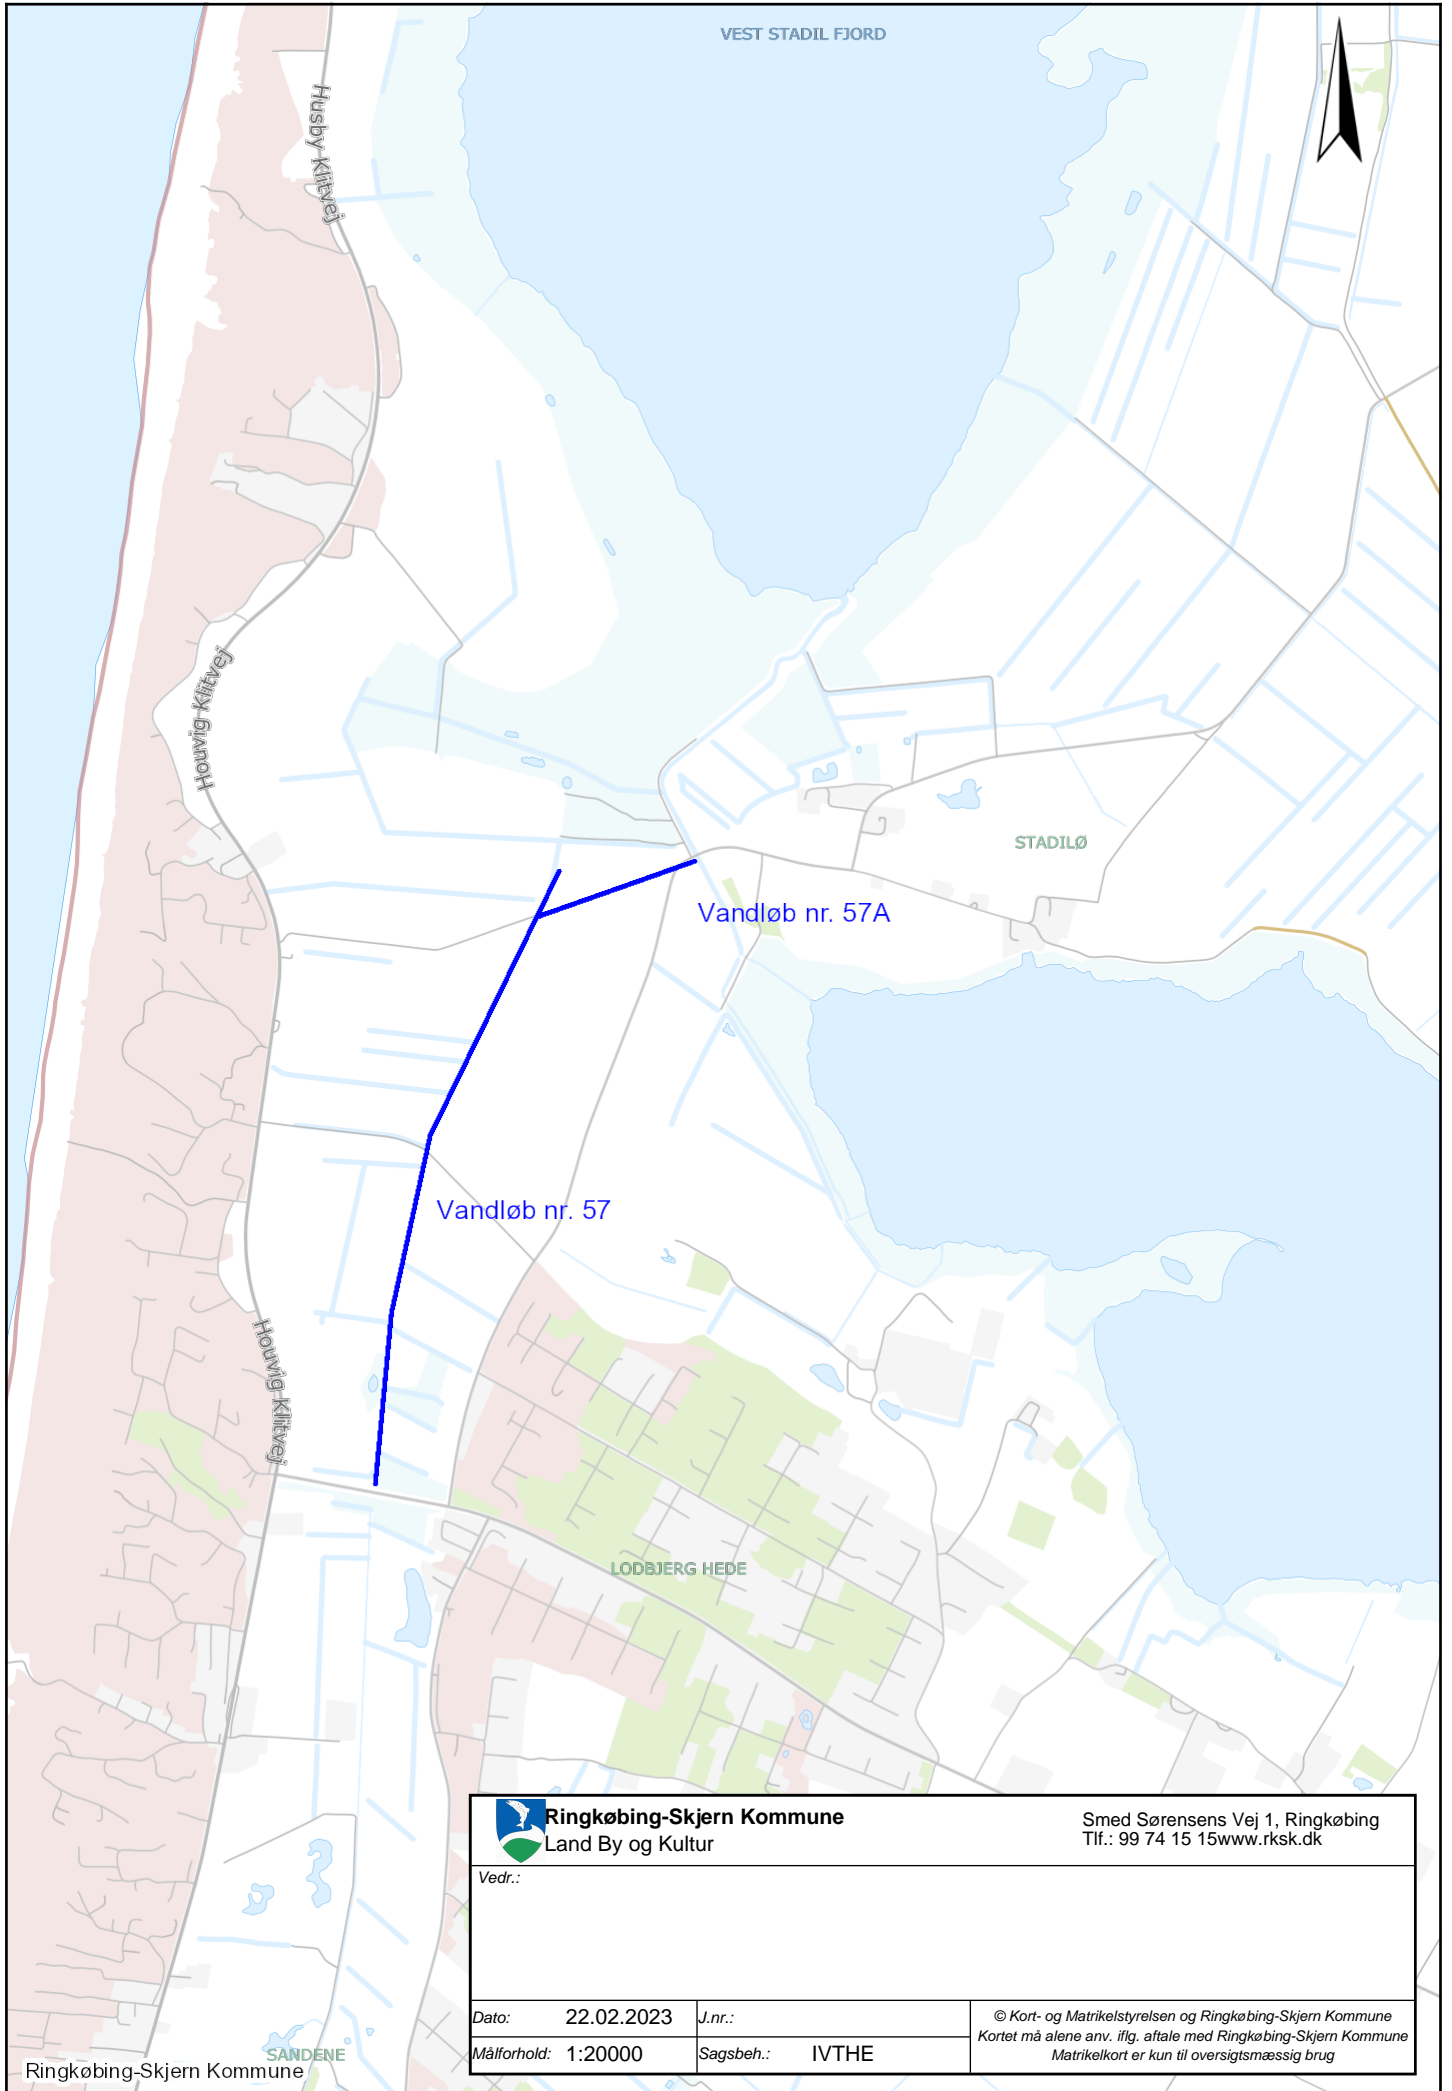 VEST STADIL FJORD
Husby Klitvej
Houvig Klitvej
STADILØ
Vandløb nr. 57A
Vandløb nr. 57
Houvig Klitvej
LODBJERG HEDE
Ringkøbing-Skjern Kommune
Land By og Kultur
Smed Sørensens Vej 1, Ringkøbing
Tlf.: 99 74 15 15www.rksk.dk
Vedr.:
Dato: 22.02.2023
J.nr.:
Målforhold: 1:20000
Sagsbeh.: IVTHE
© Kort- og Matrikelstyrelsen og Ringkøbing-Skjern Kommune
Kortet må alene anv. iflg. aftale med Ringkøbing-Skjern Kommune
Matrikelkort er kun til oversigtsmæssig brug
SANDENE
Ringkøbing-Skjern Kommune